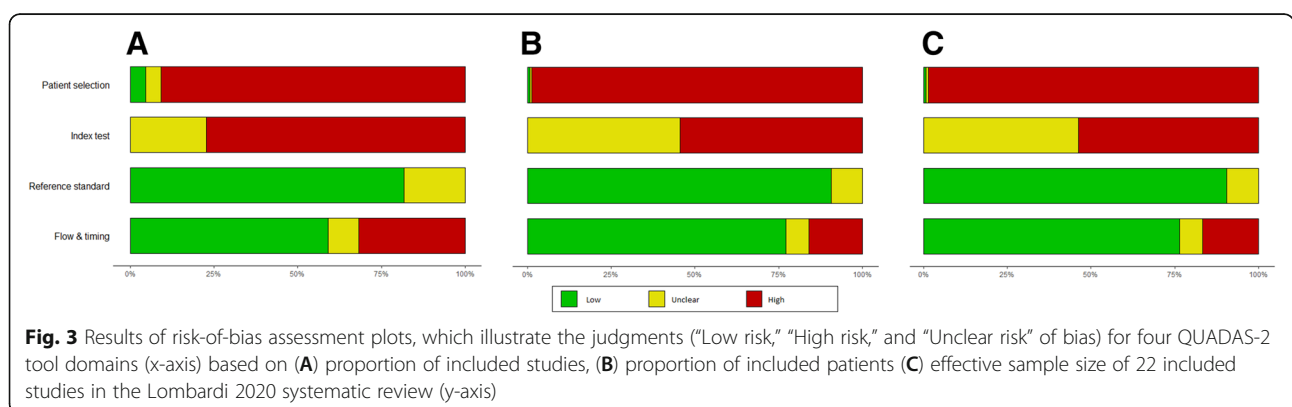 A B C
Patient selection
Index test
Reference standard
Flow & timing
0% 25% 50% 75% 100% 0% 25% 50% 75% 100% 0% 25% 50% 75% 100%
Low Unclear High
Fig. 3 Results of risk-of-bias assessment plots, which illustrate the judgments (“Low risk,” “High risk,” and “Unclear risk” of bias) for four QUADAS-2
tool domains (x-axis) based on (A) proportion of included studies, (B) proportion of included patients (C) effective sample size of 22 included
studies in the Lombardi 2020 systematic review (y-axis)